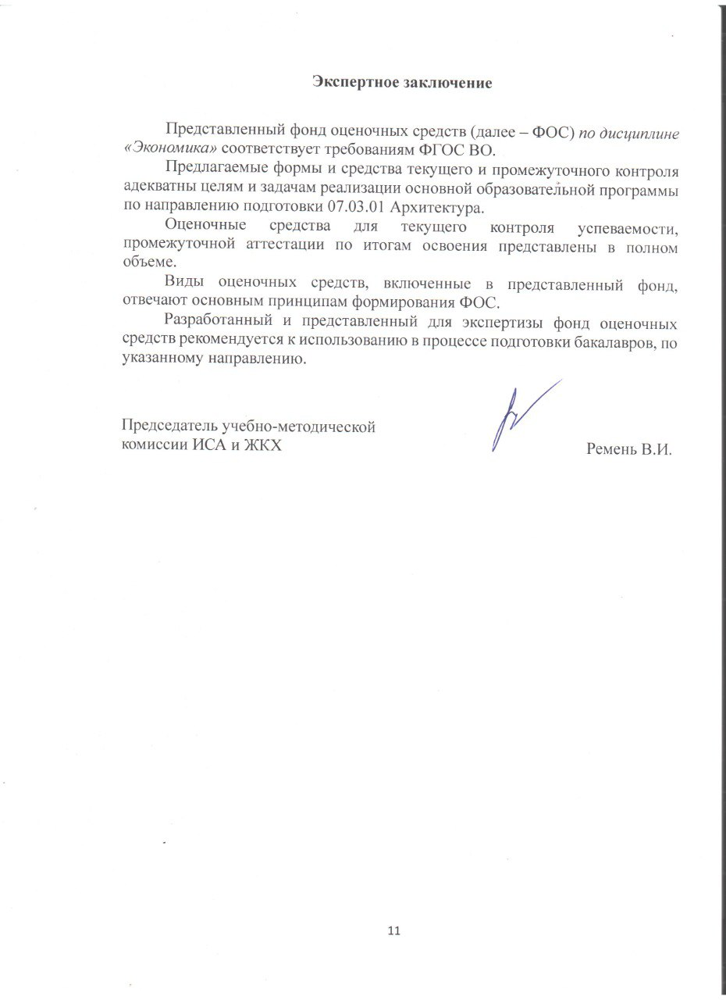 Экспертное заключение
Представленный фонд оценочных средств (далее – ФОС) по дисциплине
«Экономика» соответствует требованиям ФГОС ВО.
Предлагаемые формы и средства текущего и промежуточного контроля
адекватны целям и задачам реализации основной образовательной программы
по направлению подготовки 07.03.01 Архитектура.
Оценочные средства для текущего контроля успеваемости,
промежуточной аттестации по итогам освоения представлены в полном
объеме.
Виды оценочных средств, включенные в представленный фонд,
отвечают основным принципам формирования ФОС.
Разработанный и представленный для экспертизы фонд оценочных
средств рекомендуется к использованию в процессе подготовки бакалавров, по
указанному направлению.
Председатель учебно-методической
комиссии ИСА и ЖКХ
Ремень В.И.
11